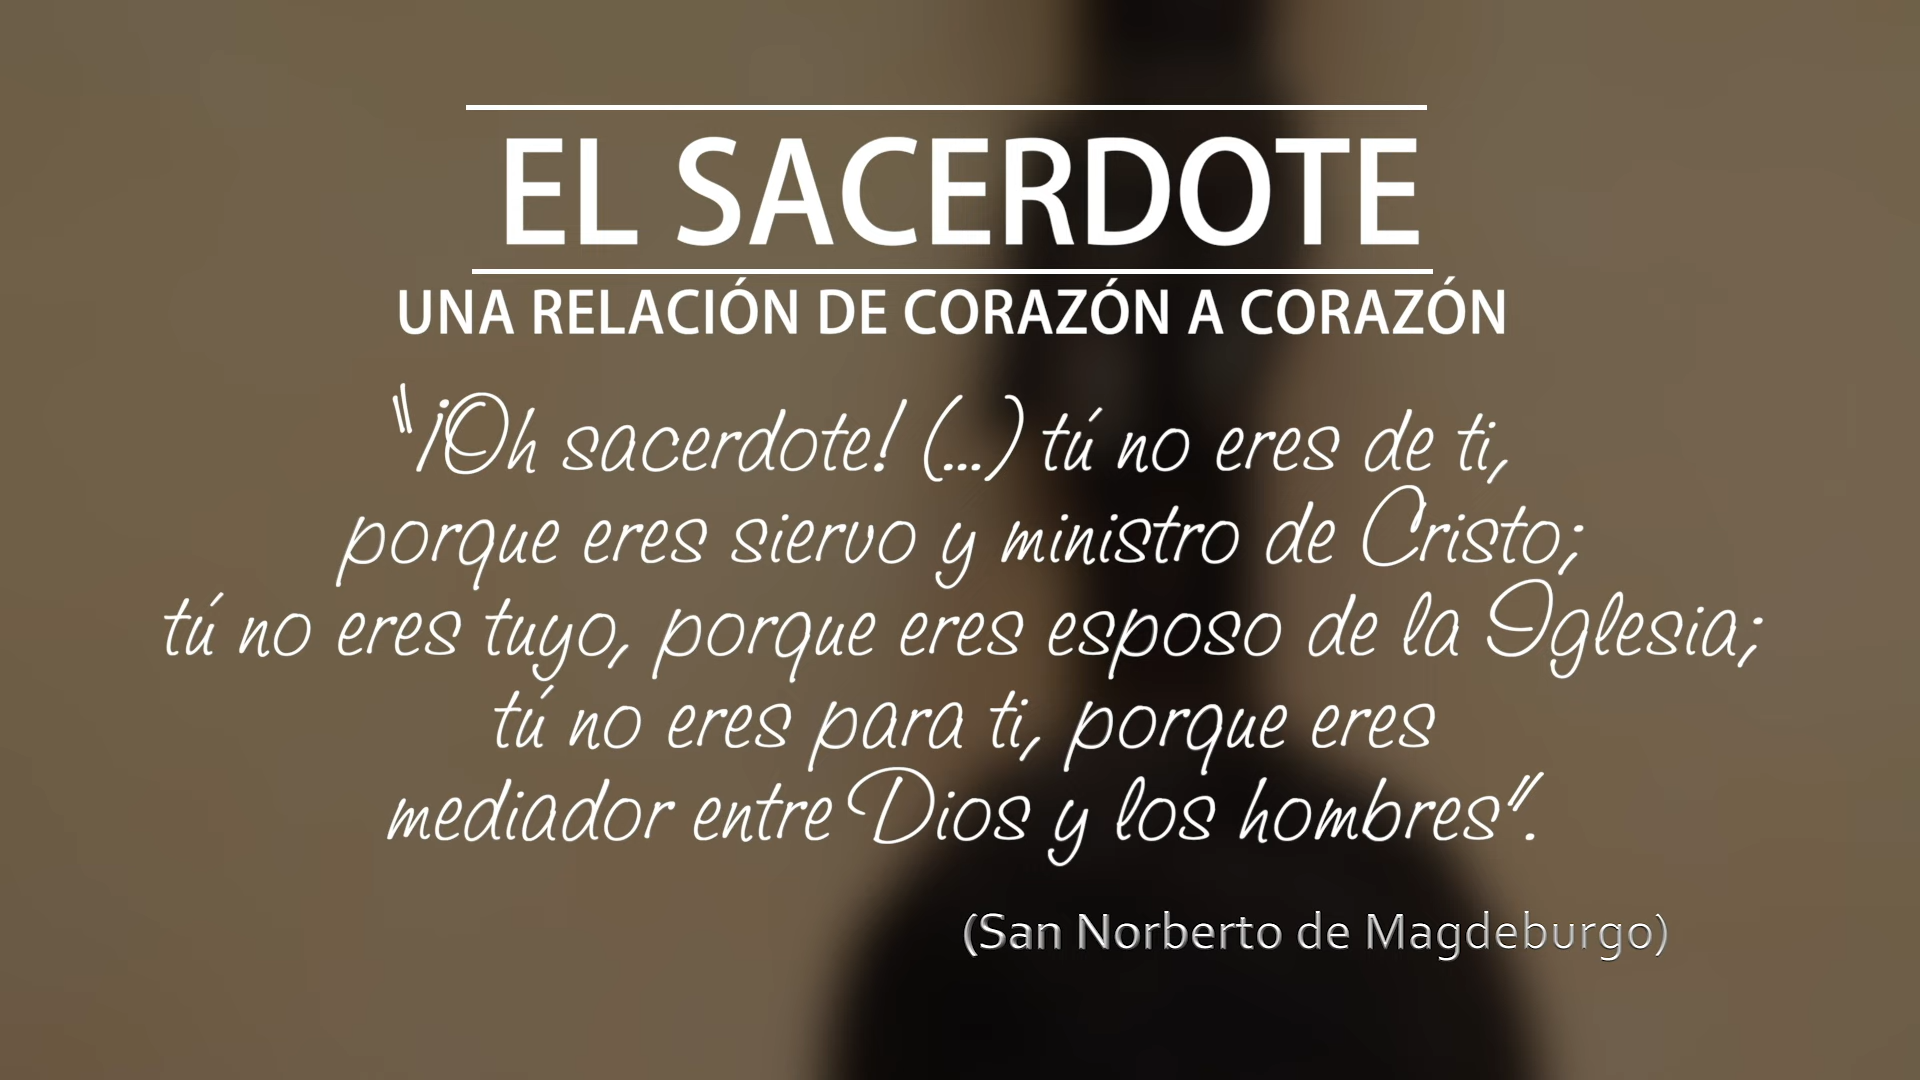 EL SACERDOTE
UNA RELACIÓN DE CORAZÓN A CORAZÓN
"¡Oh sacerdote! (...) tú no eres de ti,
porque eres siervo y ministro de Cristo;
tú no eres tuyo, porque eres esposo de la Iglesia;
tú no eres para ti, porque eres
mediador entre Dios y los hombres".
(San Norberto de Magdeburgo)